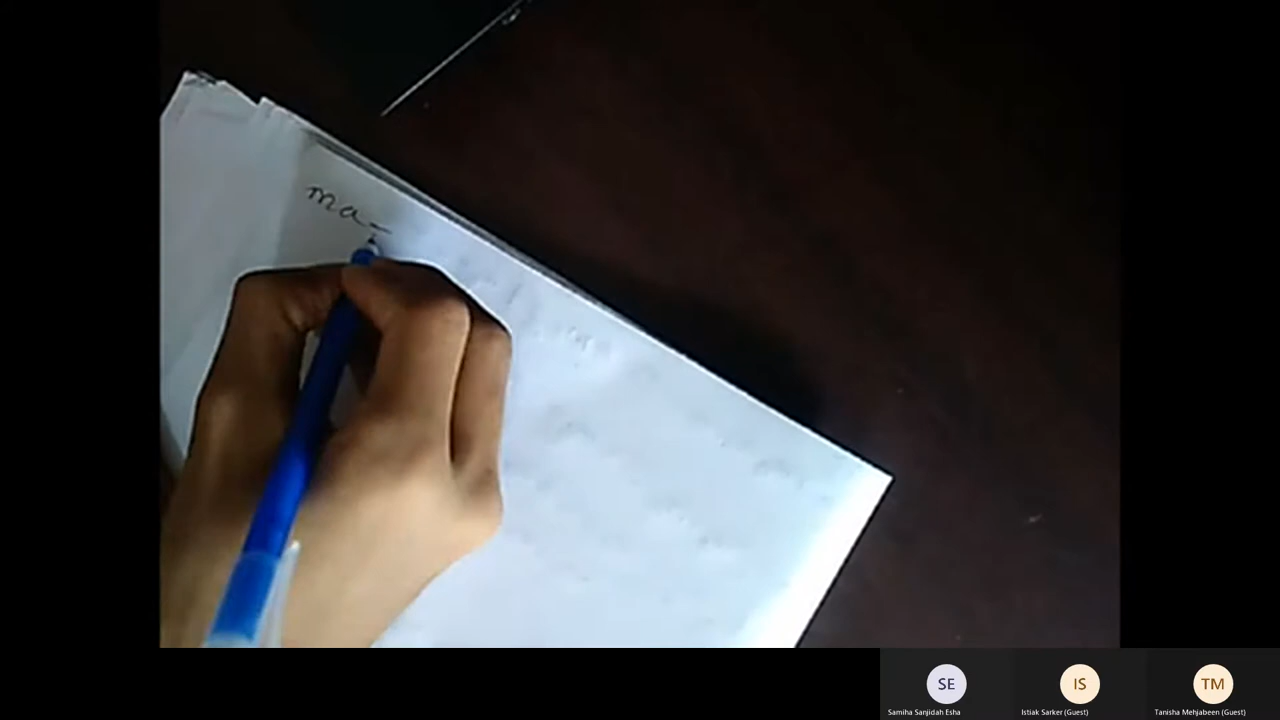 ma-
SE
IS
TM
Samiha Sanjidah Esha
Istiak Sarker (Guest)
Tanisha Mehjabeen (Guest)